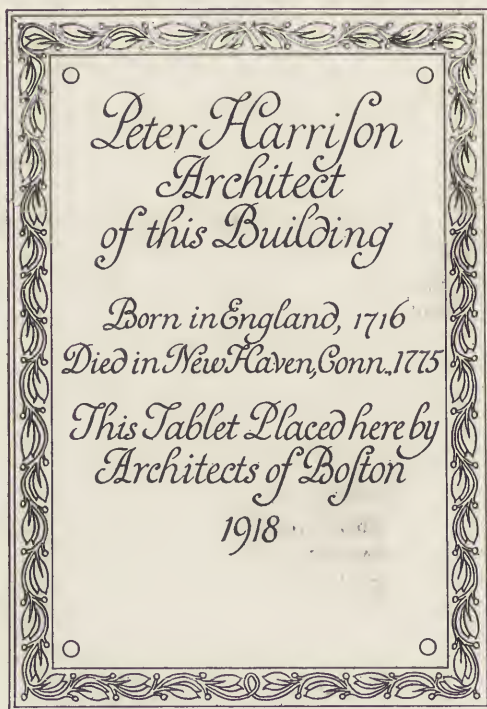 Peter Harriſon
Architect
of this Building
Born in England, 1716
Died in New Haven, Conn., 1775
This Tablet Placed here by
Architects of Boſton
1918